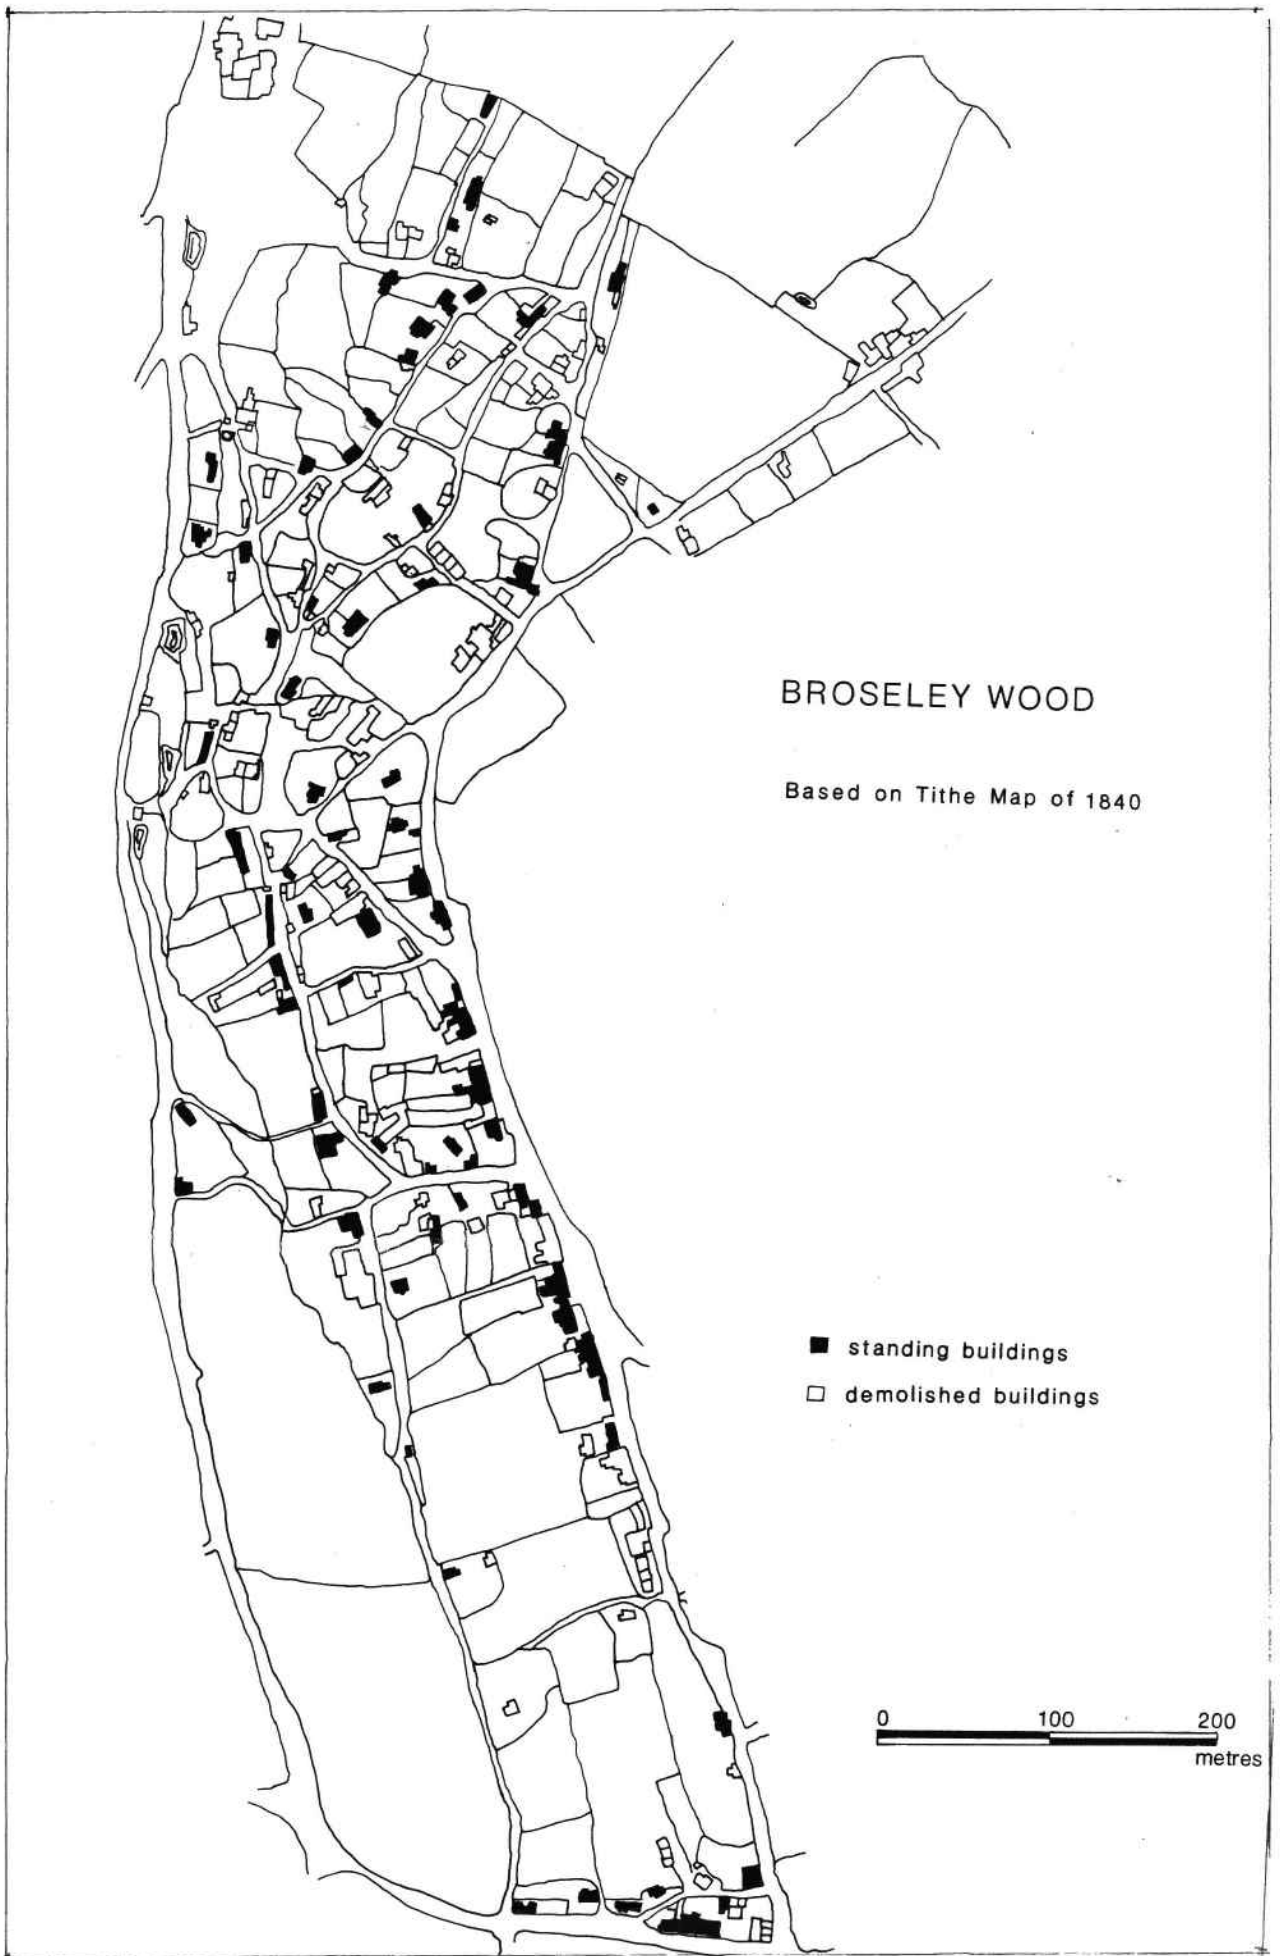 BROSELEY WOOD
Based on Tithe Map of 1840
standing buildings
demolished buildings
0 100 200
metres